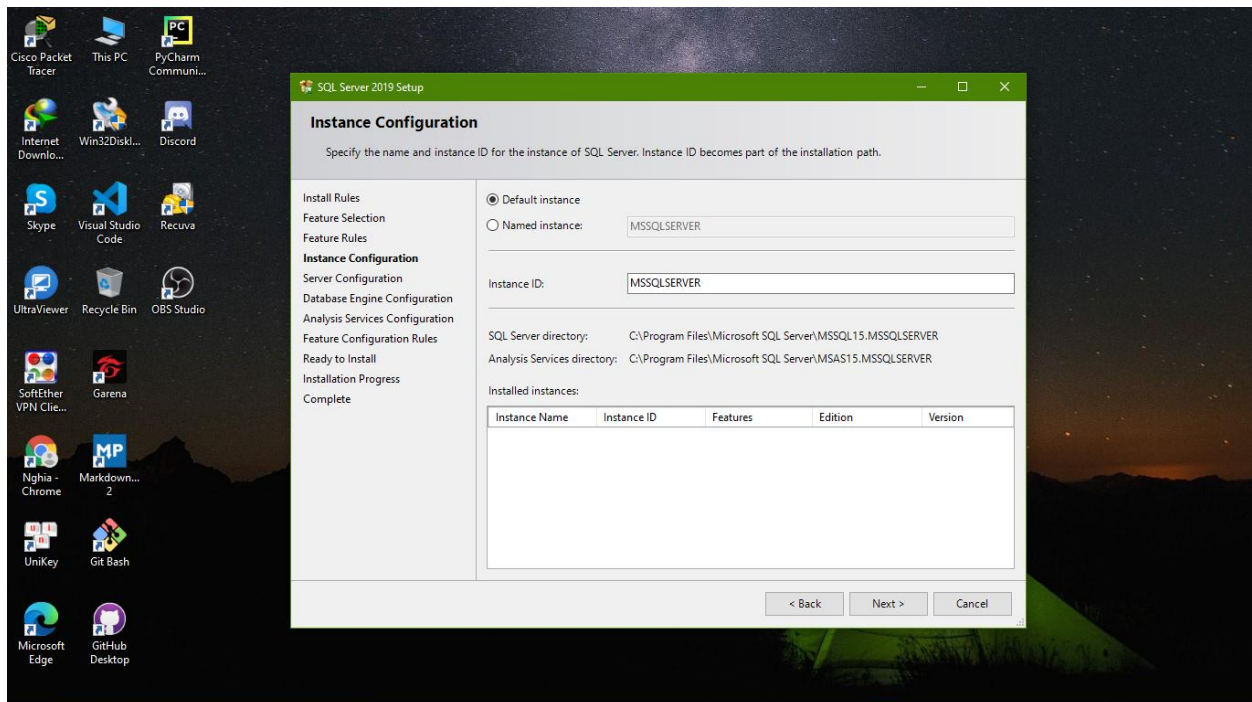 Cisco Packet
Tracer
This PC
PC
PyCharm
Communi...
Internet
Downlo...
Win32DiskI...
Discord
S
Skype
Visual Studio
Code
Recuva
UltraViewer
Recycle Bin
OBS Studio
SoftEther
VPN Clie...
Garena
Nghia -
Chrome
MP
Markdown...
2
U i
n
UniKey
Git Bash
Microsoft
Edge
GitHub
Desktop
SQL Server 2019 Setup
Instance Configuration
Specify the name and instance ID for the instance of SQL Server. Instance ID becomes part of the installation path.
Install Rules
Feature Selection
Feature Rules
Instance Configuration
Server Configuration
Database Engine Configuration
Analysis Services Configuration
Feature Configuration Rules
Ready to Install
Installation Progress
Complete
Default instance
Named instance: MSSQLSERVER
Instance ID: MSSQLSERVER
SQL Server directory: C:\Program Files\Microsoft SQL Server\MSSQL15.MSSQLSERVER
Analysis Services directory: C:\Program Files\Microsoft SQL Server\MSAS15.MSSQLSERVER
Installed instances:
Instance Name Instance ID Features Edition Version
< Back Next > Cancel